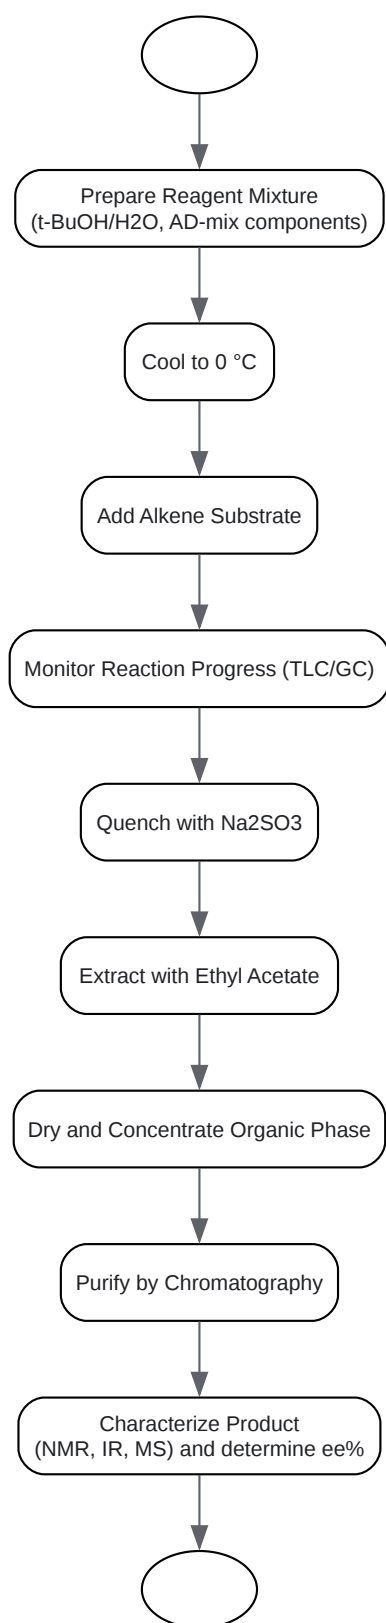 Prepare Reagent Mixture
(t-BuOH/H2O, AD-mix components)
Cool to 0 °C
Add Alkene Substrate
Monitor Reaction Progress (TLC/GC)
Quench with Na2SO3
Extract with Ethyl Acetate
Dry and Concentrate Organic Phase
Purify by Chromatography
Characterize Product
(NMR, IR, MS) and determine ee%